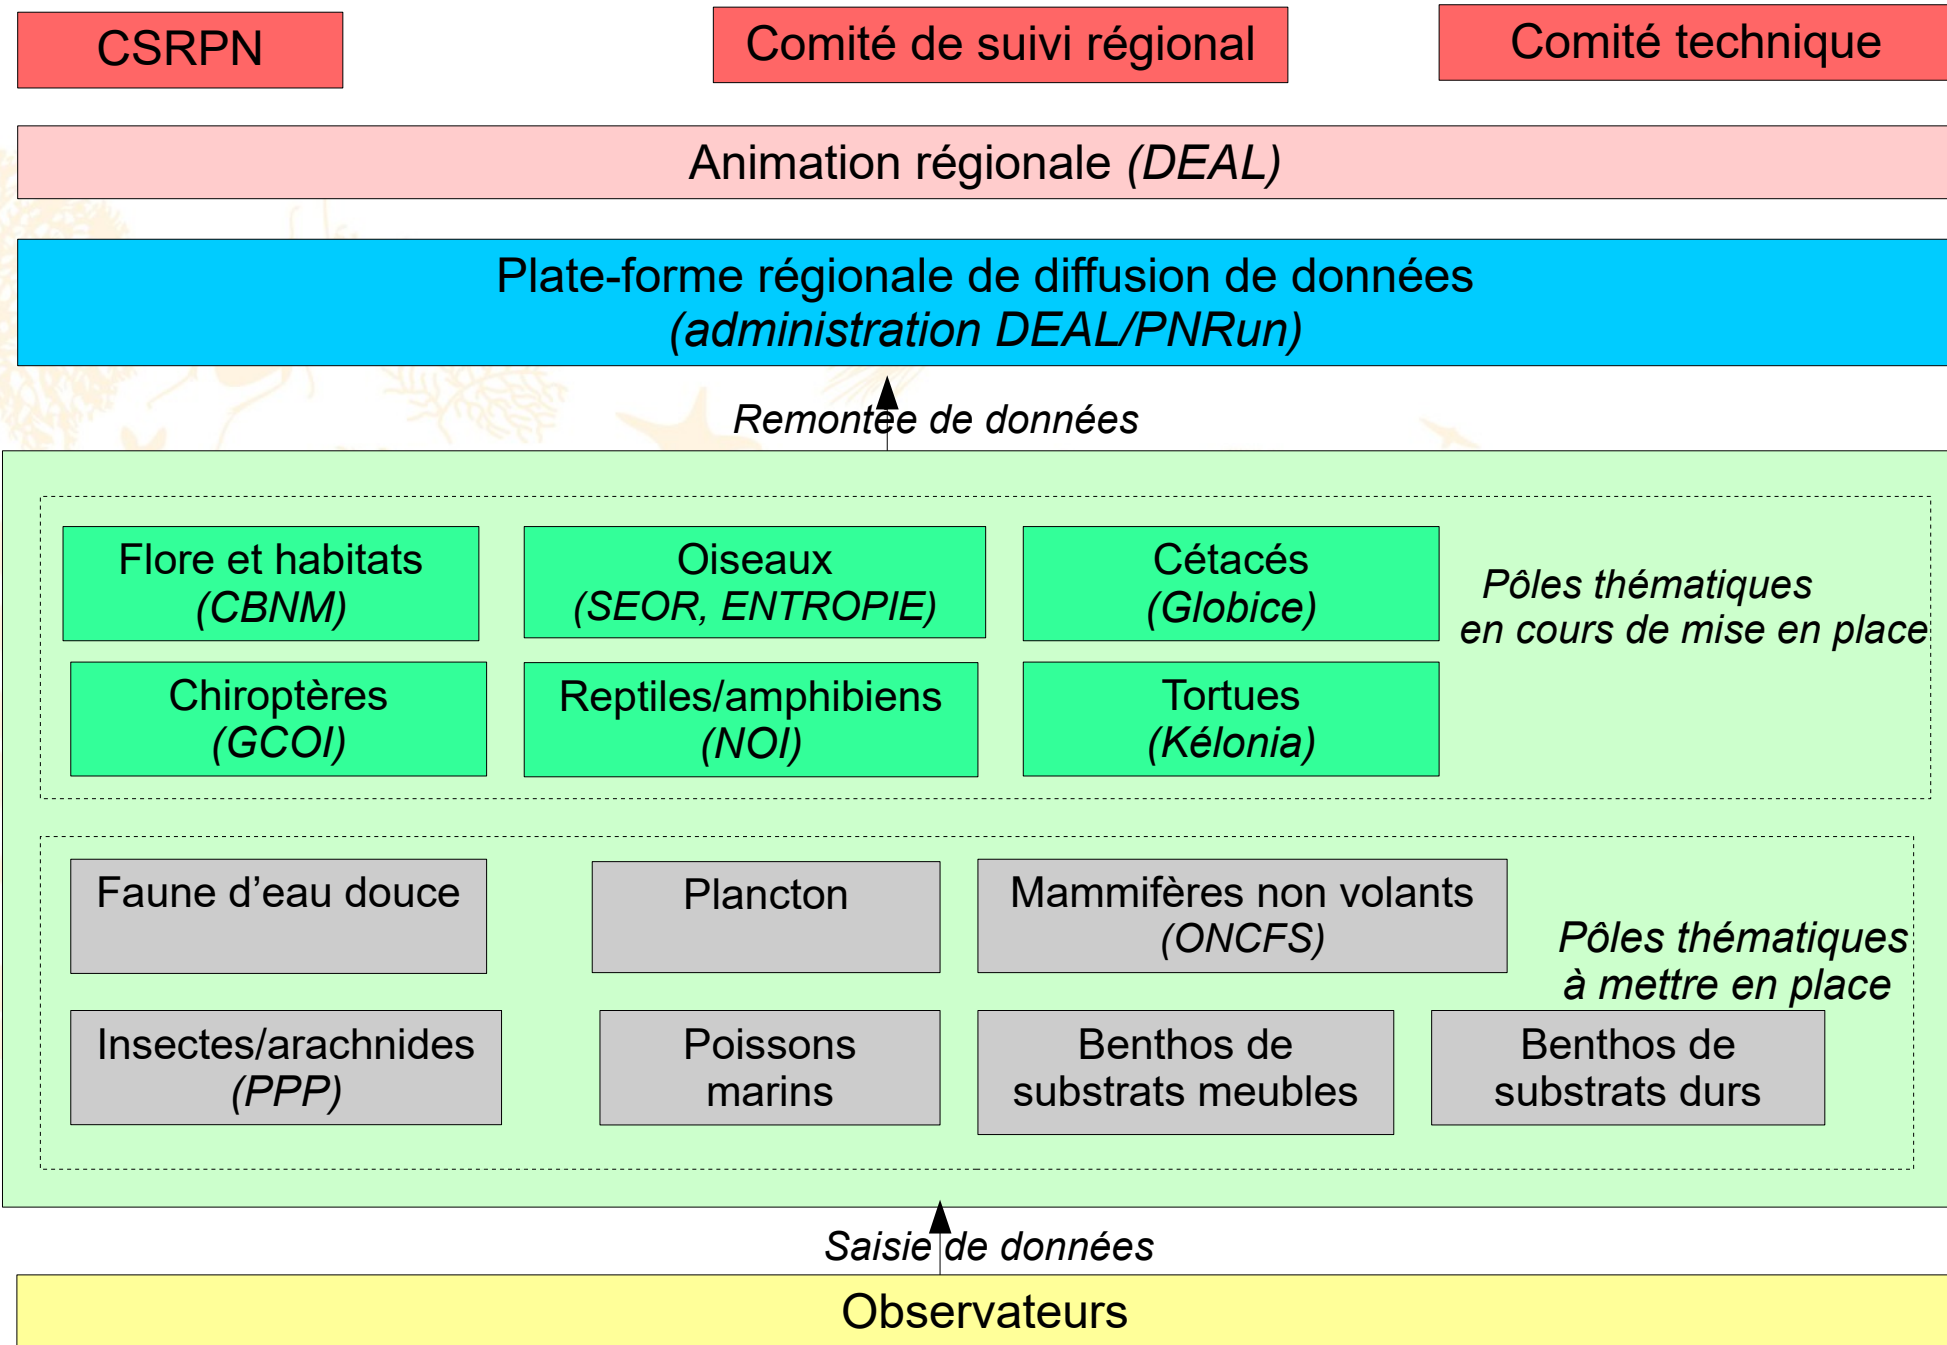 CSRPN
Comité de suivi régional
Comité technique
Animation régionale (DEAL)
Plate-forme régionale de diffusion de données
(administration DEAL/PNRun)
Remontée de données
Flore et habitats
(CBNM)
Oiseaux
(SEOR, ENTROPIE)
Cétacés
(Globice)
Pôles thématiques
en cours de mise en place
Chiroptères
(GCOI)
Reptiles/amphibiens
(NOI)
Tortues
(Kélonia)
Faune d’eau douce
Plancton
Mammifères non volants
(ONCFS)
Pôles thématiques
à mettre en place
Insectes/arachnides
(PPP)
Poissons
marins
Benthos de
substrats meubles
Benthos de
substrats durs
Saisie de données
Observateurs